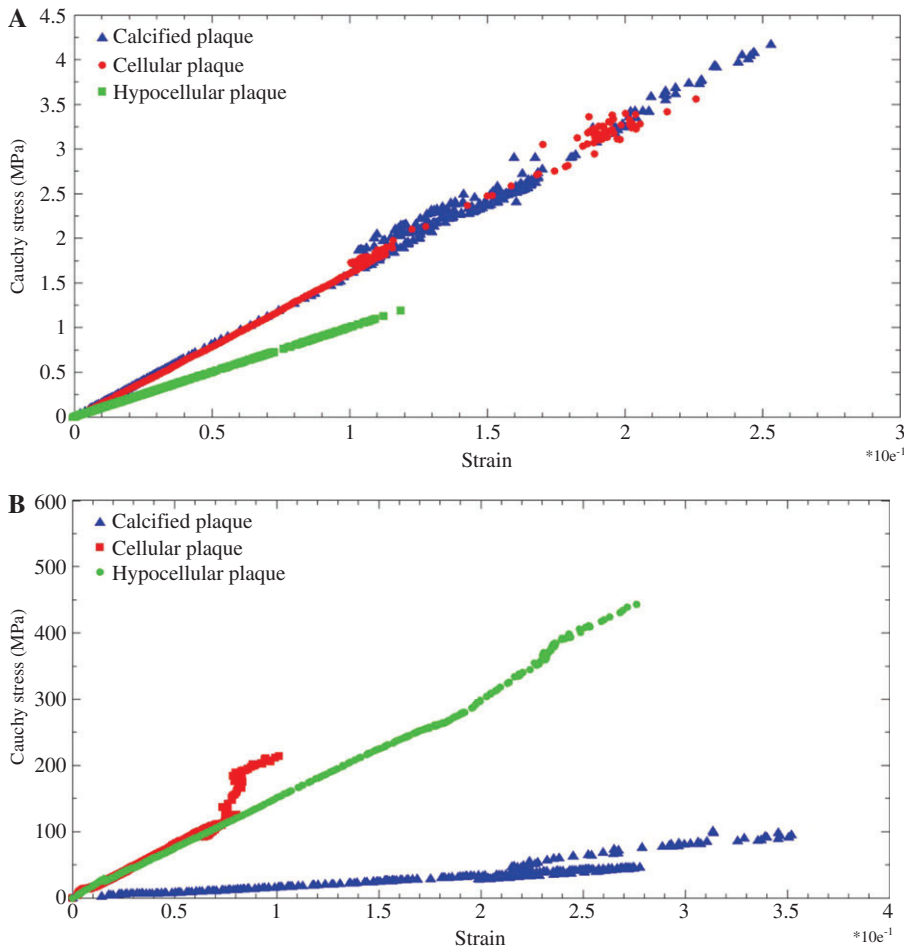 A
4.5
Calcified plaque
4
Cellular plaque
Hypocellular plaque
3.5
3
2.5
2
1.5
1
0.5
0
Cauchy stress (MPa)
0 0.5 1 1.5 2 2.5 3
Strain
*10e-1
B
600
Calcified plaque
Cellular plaque
500
Hypocellular plaque
400
300
200
100
0
Cauchy stress (MPa)
0 0.5 1 1.5 2 2.5 3 3.5 4
Strain
*10e-1